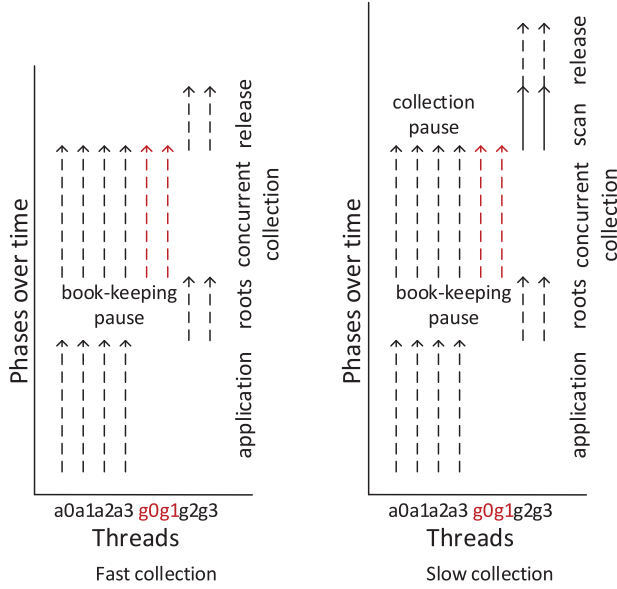 Phases over time
release
concurrent
collection
book-keeping
pause
roots
application
a0a1a2a3 g0g1g2g3
Threads
Fast collection
Phases over time
release
collection
pause
scan
concurrent
collection
book-keeping
pause
roots
application
a0a1a2a3 g0g1g2g3
Threads
Slow collection